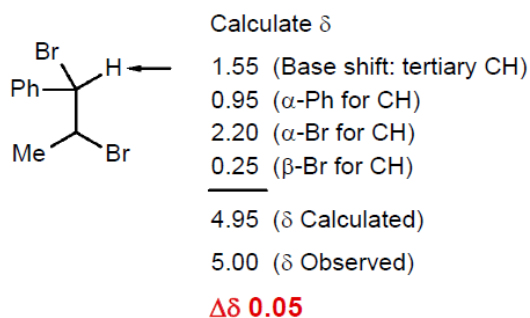 Calculate δ
Br
H
1.55 (Base shift: tertiary CH)
Ph
0.95 (α-Ph for CH)
2.20 (α-Br for CH)
Me
Br
0.25 (β-Br for CH)
4.95 (δ Calculated)
5.00 (δ Observed)
Δδ 0.05